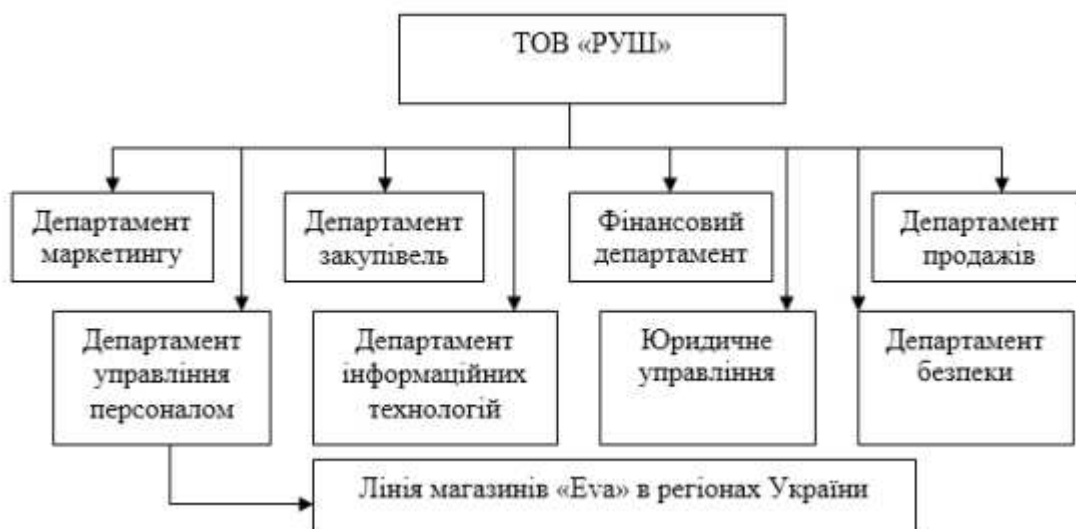 ТОВ «РУШ»
Департамент
маркетингу
Департамент
закупівель
Фінансовий
департамент
Департамент
продажів
Департамент
управління
персоналом
Департамент
інформаційних
технологій
Юридичне
управління
Департамент
безпеки
Лінія магазинів «Eva» в регіонах України